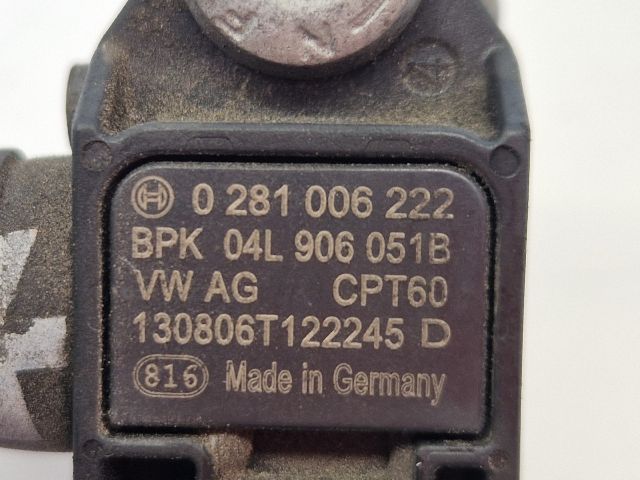 0 281 006 222
BPK 04L 906 051B
VW AG CPT60
130806T122245 D
816 Made in Germany